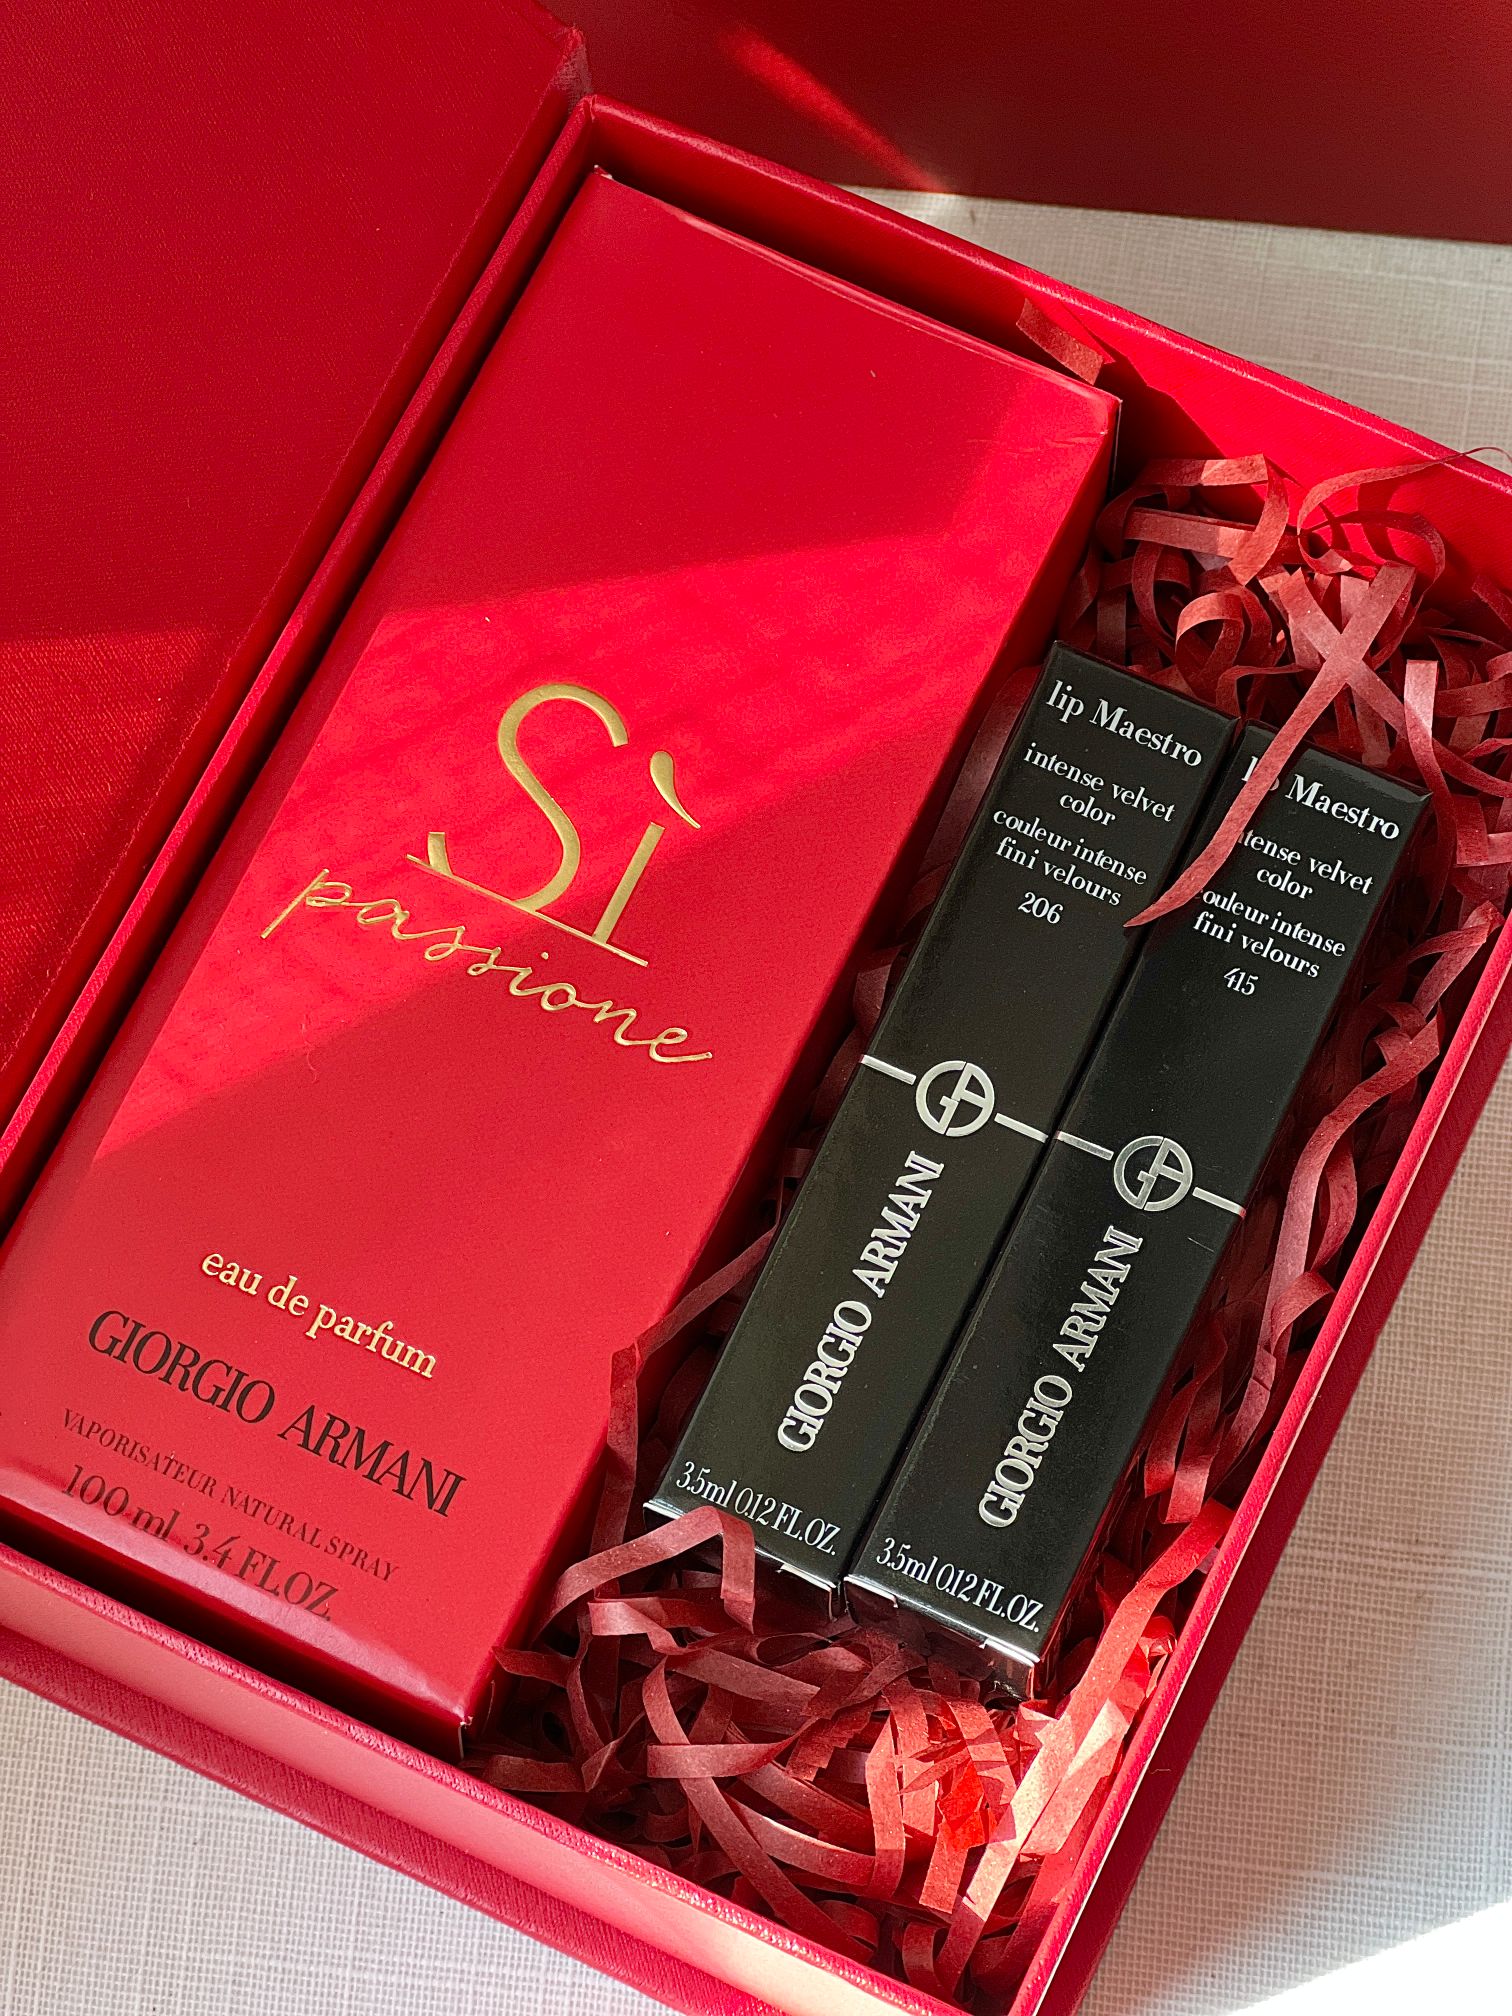 Sì
passione
eau de parfum
GIORGIO ARMANI
VAPORISATEUR NATURAL SPRAY
100 ml 3.4 FL.OZ
lip Maestro
intense velvet
color
couleur intense
fini velours
206
GA
GIORGIO ARMANI
3.5ml 0.12 FL.OZ.
Maestro
velvet
color
intense
fini velours
415
GA
GIORGIO ARMANI
3.5ml 0.12 FL.OZ.